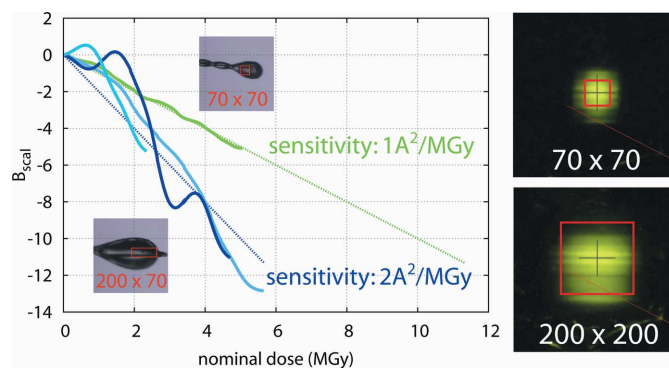 2
0
-2
-4
-6
-8
-10
-12
-14
B_scal
0
2
4
6
8
10
12
nominal dose (MGy)
70 x 70
sensitivity: 1A²/MGy
200 x 70
sensitivity: 2A²/MGy
70 x 70
200 x 200